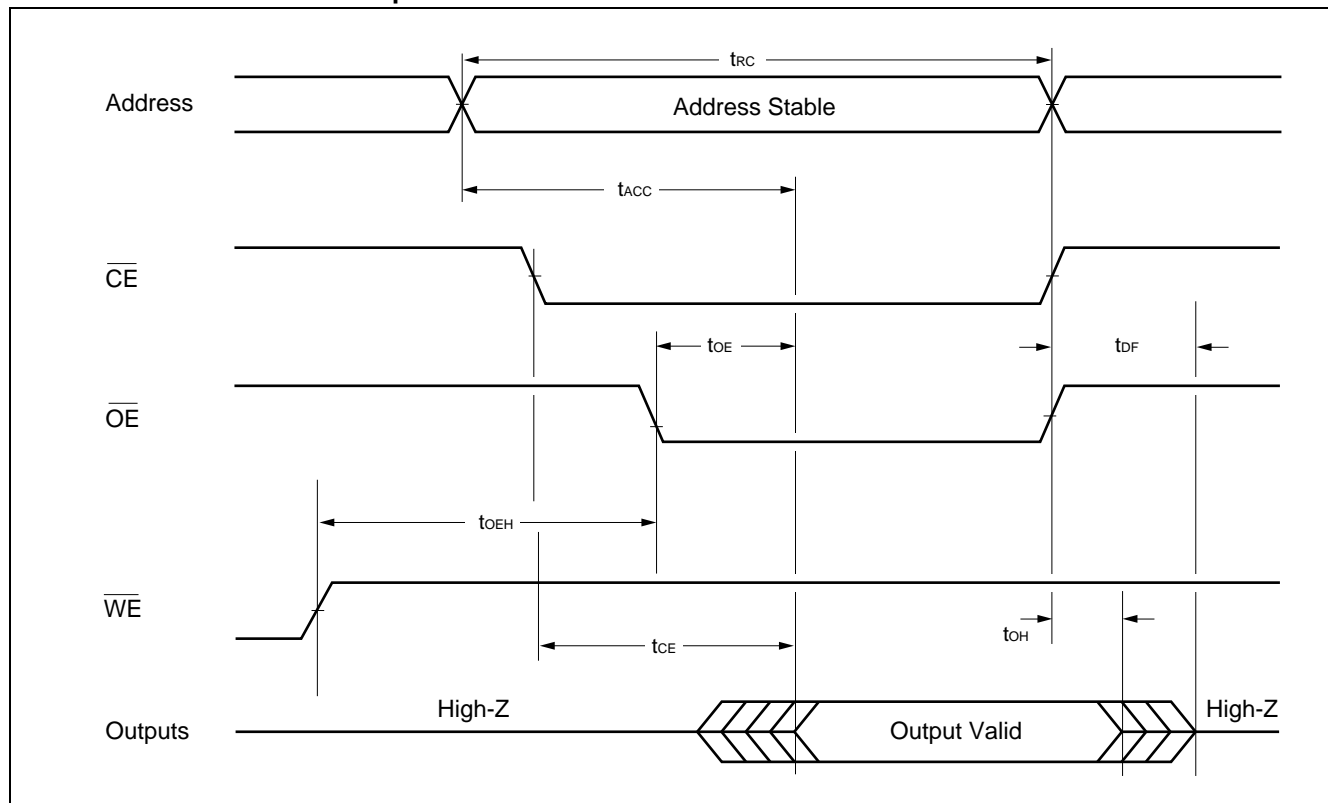 tRC
Address
Address Stable
tACC
CE
tOE
tDF
OE
tOEH
WE
tOH
tCE
High-Z
High-Z
Outputs
Output Valid